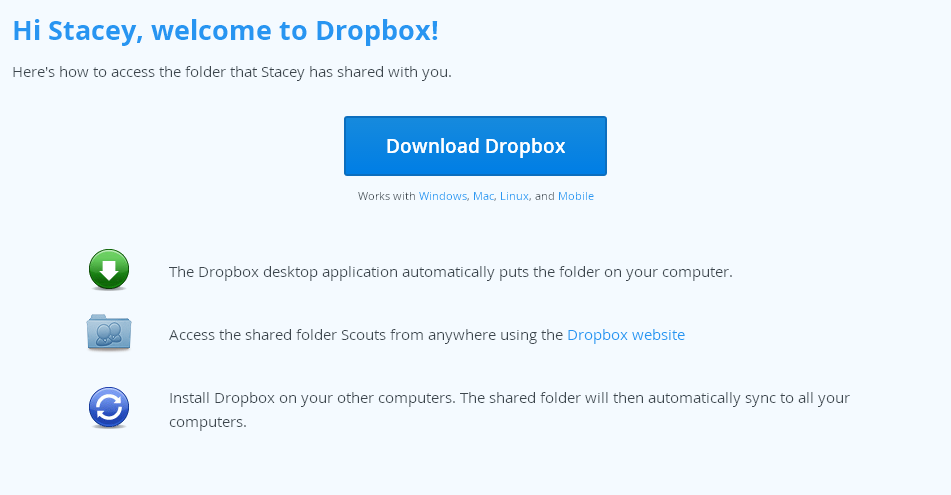 Hi Stacey, welcome to Dropbox!
Here's how to access the folder that Stacey has shared with you.
Download Dropbox
Works with Windows, Mac, Linux, and Mobile
The Dropbox desktop application automatically puts the folder on your computer.
Access the shared folder Scouts from anywhere using the Dropbox website
Install Dropbox on your other computers. The shared folder will then automatically sync to all your
computers.